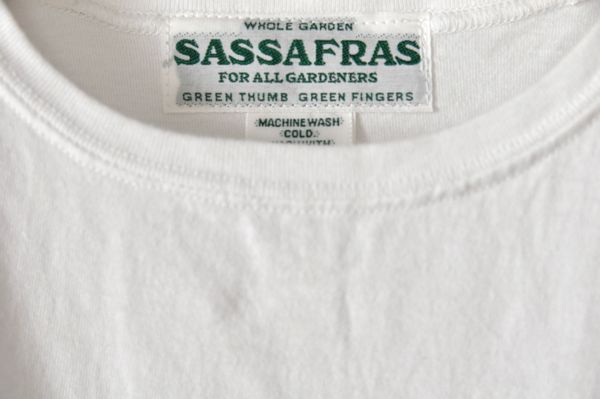 WHOLE GARDEN
SASSAFRAS
FOR ALL GARDENERS
GREEN THUMB GREEN FINGERS
MACHINE WASH
COLD.